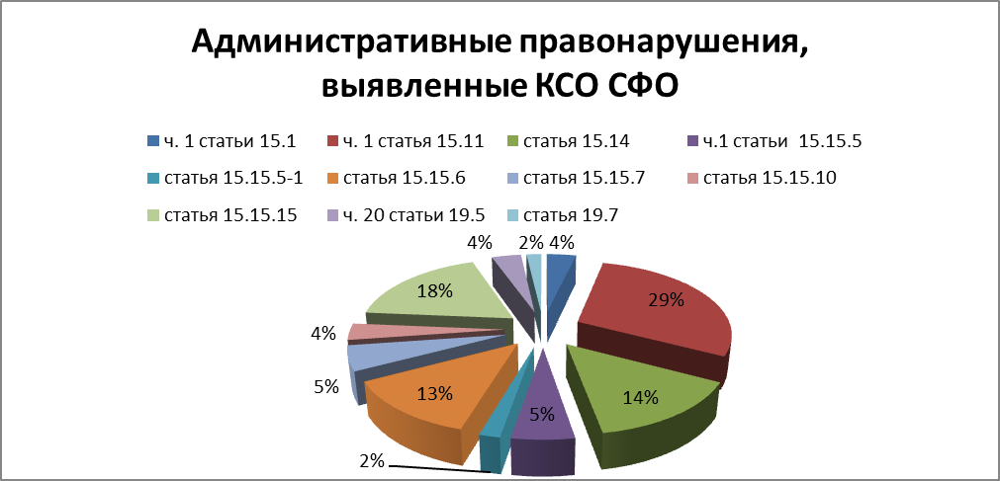 Административные правонарушения,
выявленные КСО СФО
ч. 1 статьи 15.1
ч. 1 статья 15.11
статья 15.14
ч.1 статьи 15.15.5
статья 15.15.5-1
статья 15.15.6
статья 15.15.7
статья 15.15.10
статья 15.15.15
ч. 20 статьи 19.5
статья 19.7
4%
2%
4%
18%
29%
4%
5%
13%
14%
5%
2%